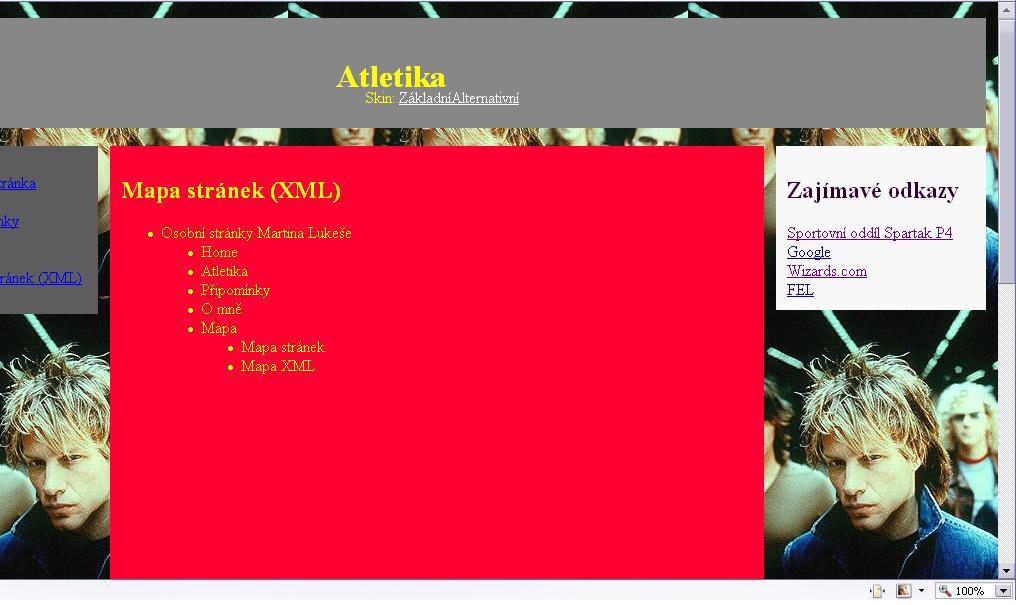 Atletika
Skin: ZákladníAlternativní
tránka
nky
ránek (XML)
Mapa stránek (XML)
Osobní stránky Martina Lukeše
Home
Atletika
Připomínky
O mně
Mapa
Mapa stránek
Mapa XML
Zajímavé odkazy
Sportovní oddíl Spartak P4
Google
Wizards.com
FEL
100%